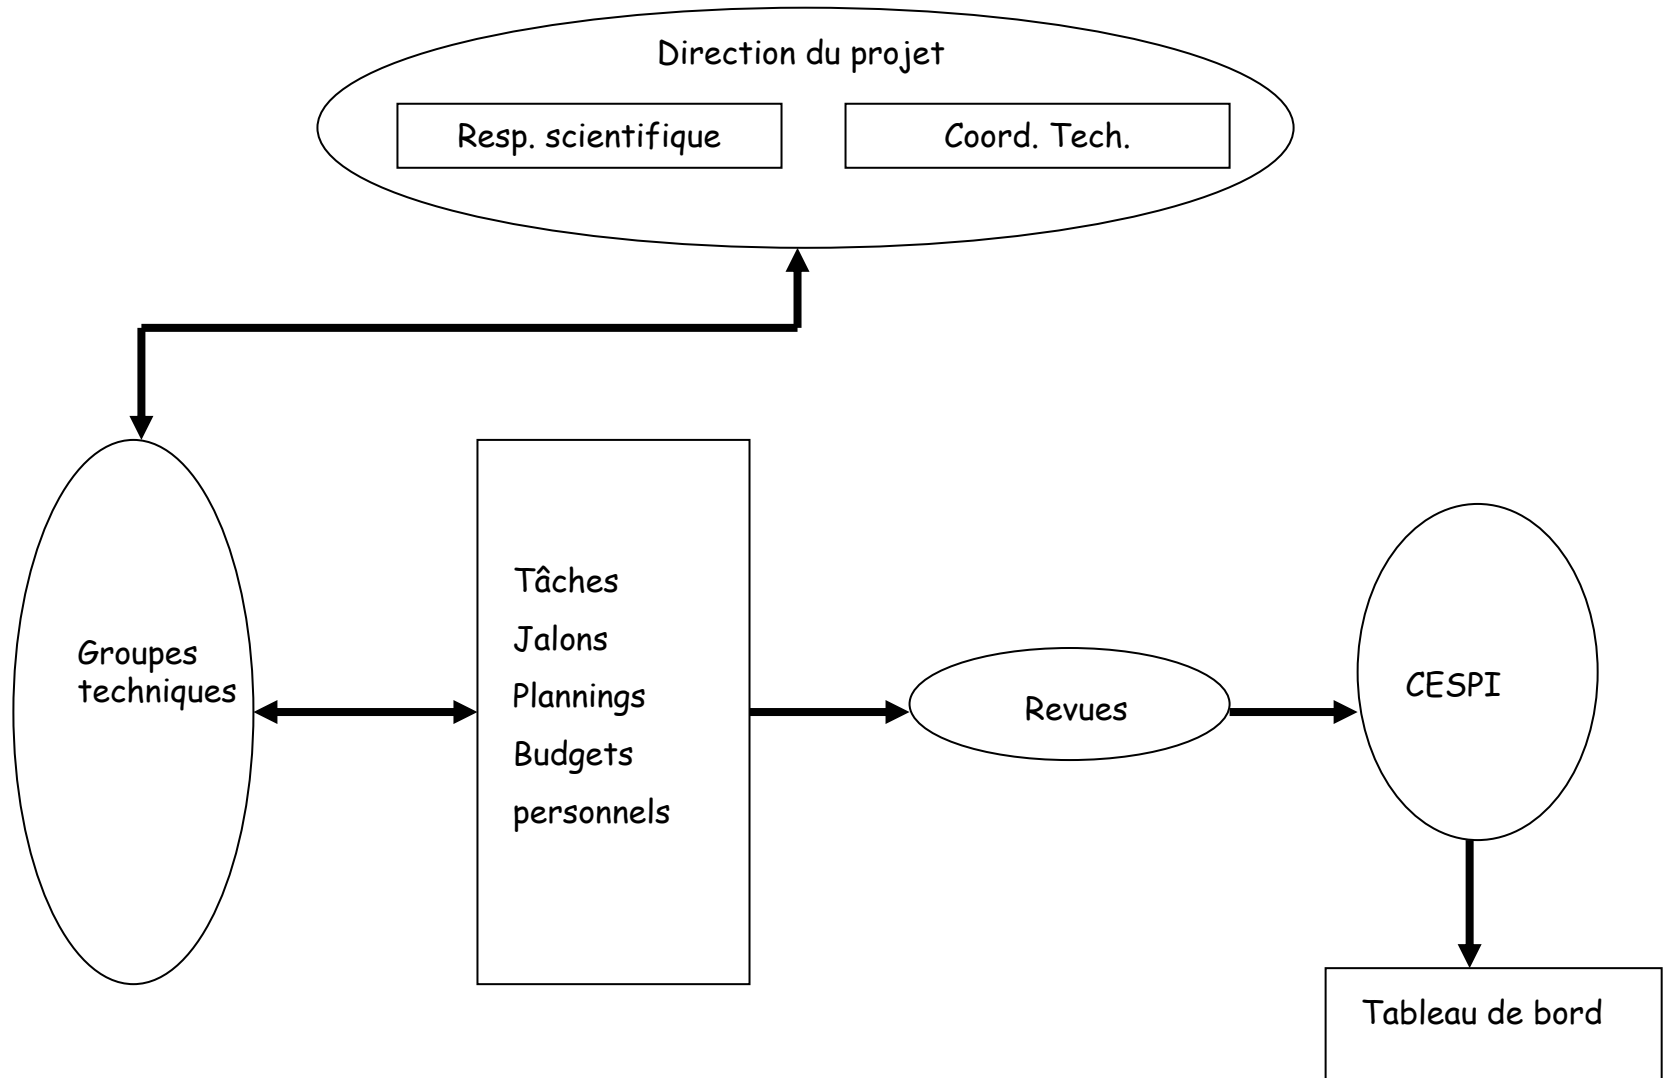 Direction du projet
Resp. scientifique
Coord. Tech.
Groupes
techniques
Tâches
Jalons
Plannings
Budgets
personnels
Revues
CESPI
Tableau de bord